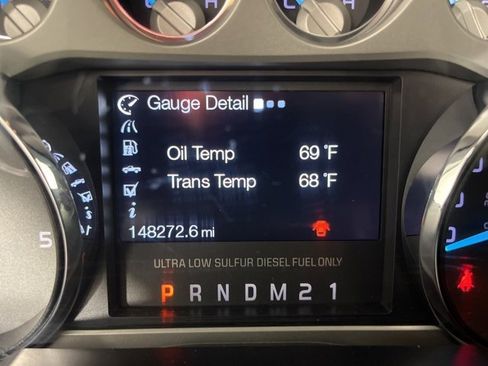 H
C H
Gauge Detail
Oil Temp 69 °F
Trans Temp 68 °F
148272.6 mi
5
ULTRA LOW SULFUR DIESEL FUEL ONLY
P R N D M 2 1